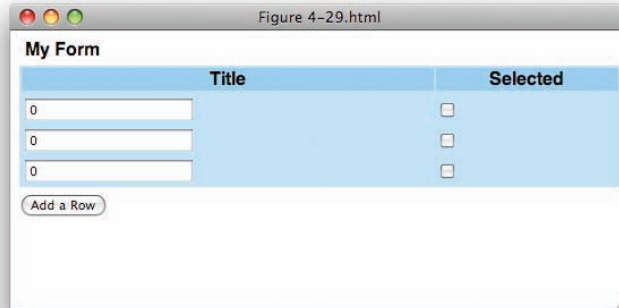 Figure 4-29.html
My Form
Title Selected
0
0
0
Add a Row